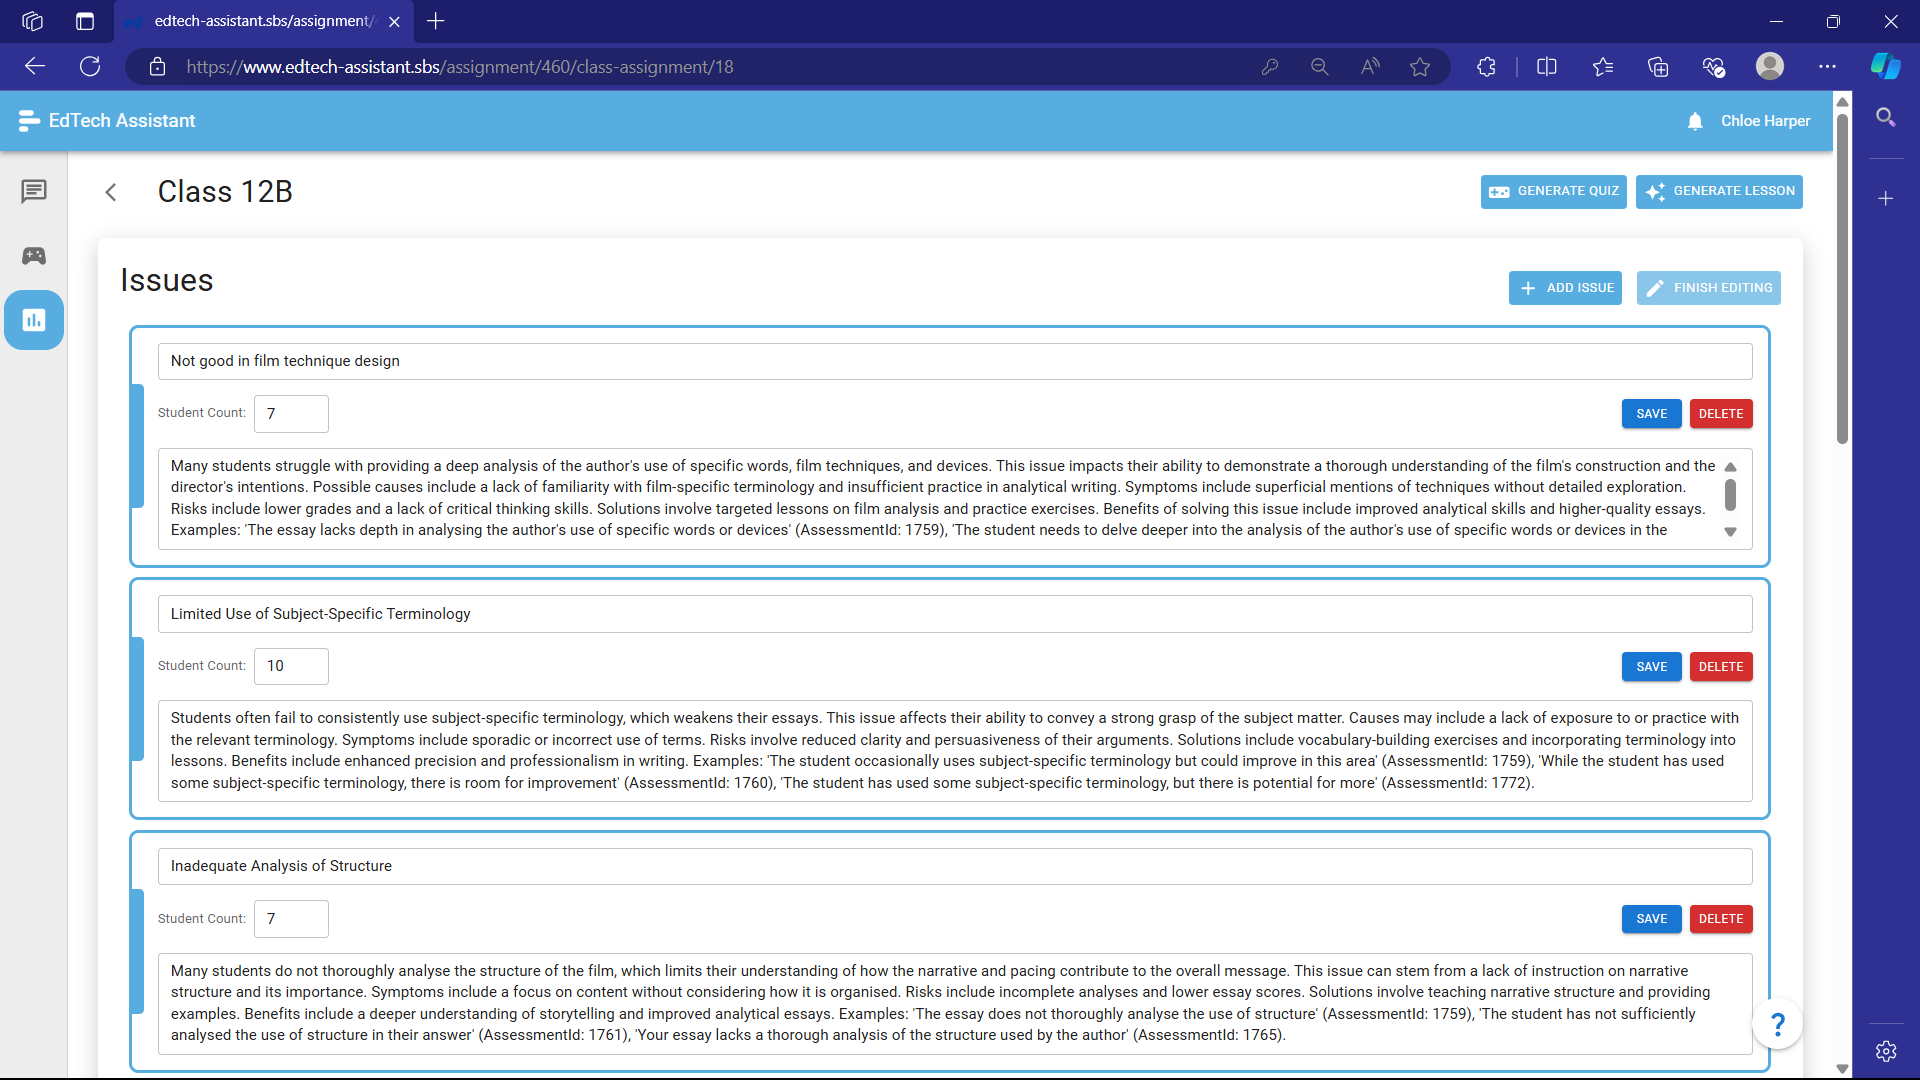 edtech-assistant.sbs/assignment/
https://www.edtech-assistant.sbs/assignment/460/class-assignment/18
EdTech Assistant
Chloe Harper
Class 12B
GENERATE QUIZ
GENERATE LESSON
Issues
ADD ISSUE
FINISH EDITING
Not good in film technique design
Student Count:
7
SAVE
DELETE
Many students struggle with providing a deep analysis of the author's use of specific words, film techniques, and devices. This issue impacts their ability to demonstrate a thorough understanding of the film's construction and the
director's intentions. Possible causes include a lack of familiarity with film-specific terminology and insufficient practice in analytical writing. Symptoms include superficial mentions of techniques without detailed exploration.
Risks include lower grades and a lack of critical thinking skills. Solutions involve targeted lessons on film analysis and practice exercises. Benefits of solving this issue include improved analytical skills and higher-quality essays.
Examples: 'The essay lacks depth in analysing the author's use of specific words or devices' (AssessmentId: 1759), 'The student needs to delve deeper into the analysis of the author's use of specific words or devices in the
Limited Use of Subject-Specific Terminology
Student Count:
10
SAVE
DELETE
Students often fail to consistently use subject-specific terminology, which weakens their essays. This issue affects their ability to convey a strong grasp of the subject matter. Causes may include a lack of exposure to or practice with
the relevant terminology. Symptoms include sporadic or incorrect use of terms. Risks involve reduced clarity and persuasiveness of their arguments. Solutions include vocabulary-building exercises and incorporating terminology into
lessons. Benefits include enhanced precision and professionalism in writing. Examples: 'The student occasionally uses subject-specific terminology but could improve in this area' (AssessmentId: 1759), 'While the student has used
some subject-specific terminology, there is room for improvement' (AssessmentId: 1760), 'The student has used some subject-specific terminology, but there is potential for more' (AssessmentId: 1772).
Inadequate Analysis of Structure
Student Count:
7
SAVE
DELETE
Many students do not thoroughly analyse the structure of the film, which limits their understanding of how the narrative and pacing contribute to the overall message. This issue can stem from a lack of instruction on narrative
structure and its importance. Symptoms include a focus on content without considering how it is organised. Risks include incomplete analyses and lower essay scores. Solutions involve teaching narrative structure and providing
examples. Benefits include a deeper understanding of storytelling and improved analytical essays. Examples: 'The essay does not thoroughly analyse the use of structure' (AssessmentId: 1759), 'The student has not sufficiently
analysed the use of structure in their answer' (AssessmentId: 1761), 'Your essay lacks a thorough analysis of the structure used by the author' (AssessmentId: 1765).
?